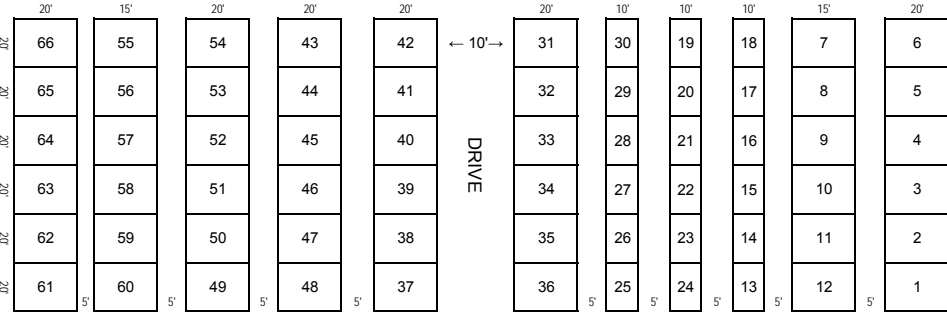 20' 15' 20' 20' 20' 20' 10' 10' 10' 15' 20'
20' 66 55 54 43 42 ← 10'→ 31 30 19 18 7 6
20' 65 56 53 44 41 32 29 20 17 8 5
20' 64 57 52 45 40 33 28 21 16 9 4
DRIVE
20' 63 58 51 46 39 34 27 22 15 10 3
20' 62 59 50 47 38 35 26 23 14 11 2
20' 61 60 49 48 37 36 25 24 13 12 1
5' 5' 5' 5' 5' 5' 5' 5' 5'